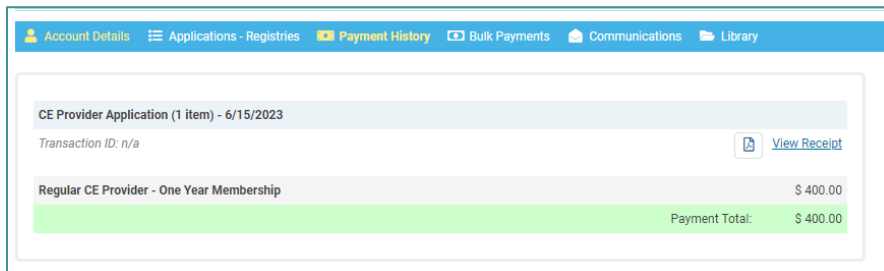 Account Details Applications - Registries Payment History Bulk Payments Communications Library
CE Provider Application (1 item) - 6/15/2023
Transaction ID: n/a View Receipt
Regular CE Provider - One Year Membership $ 400.00
Payment Total: $ 400.00